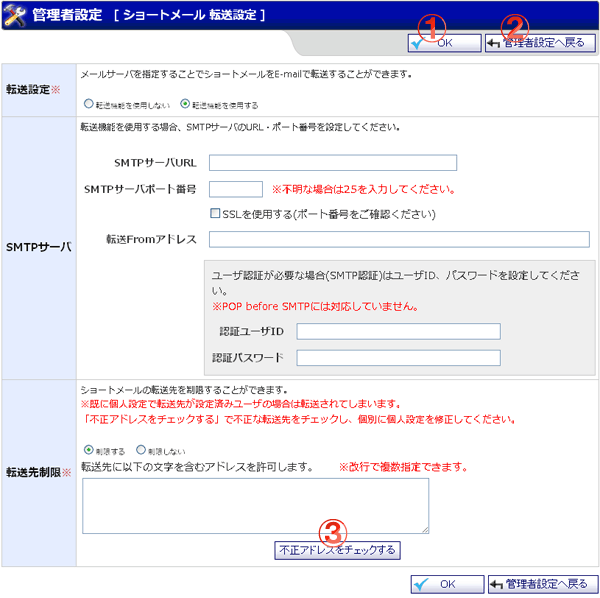 管理者設定 [ ショートメール 転送設定 ]
① ②
OK 管理者設定へ戻る
転送設定※
メールサーバを指定することでショートメールをE-mailで転送することができます。
転送機能を使用しない 転送機能を使用する
SMTPサーバ
転送機能を使用する場合、SMTPサーバのURL・ポート番号を設定してください。
SMTPサーバURL
SMTPサーバポート番号 ※不明な場合は25を入力してください。
SSLを使用する(ポート番号をご確認ください)
転送Fromアドレス
ユーザ認証が必要な場合(SMTP認証)はユーザID、パスワードを設定してくださ
い。
※POP before SMTPには対応していません。
認証ユーザID
認証パスワード
転送先制限※
ショートメールの転送先を制限することができます。
※既に個人設定で転送先が設定済みユーザの場合は転送されてしまいます。
「不正アドレスをチェックする」で不正な転送先をチェックし、個別に個人設定を修正してください。
制限する 制限しない
転送先に以下の文字を含むアドレスを許可します。 ※改行で複数指定できます。
③
不正アドレスをチェックする
OK 管理者設定へ戻る